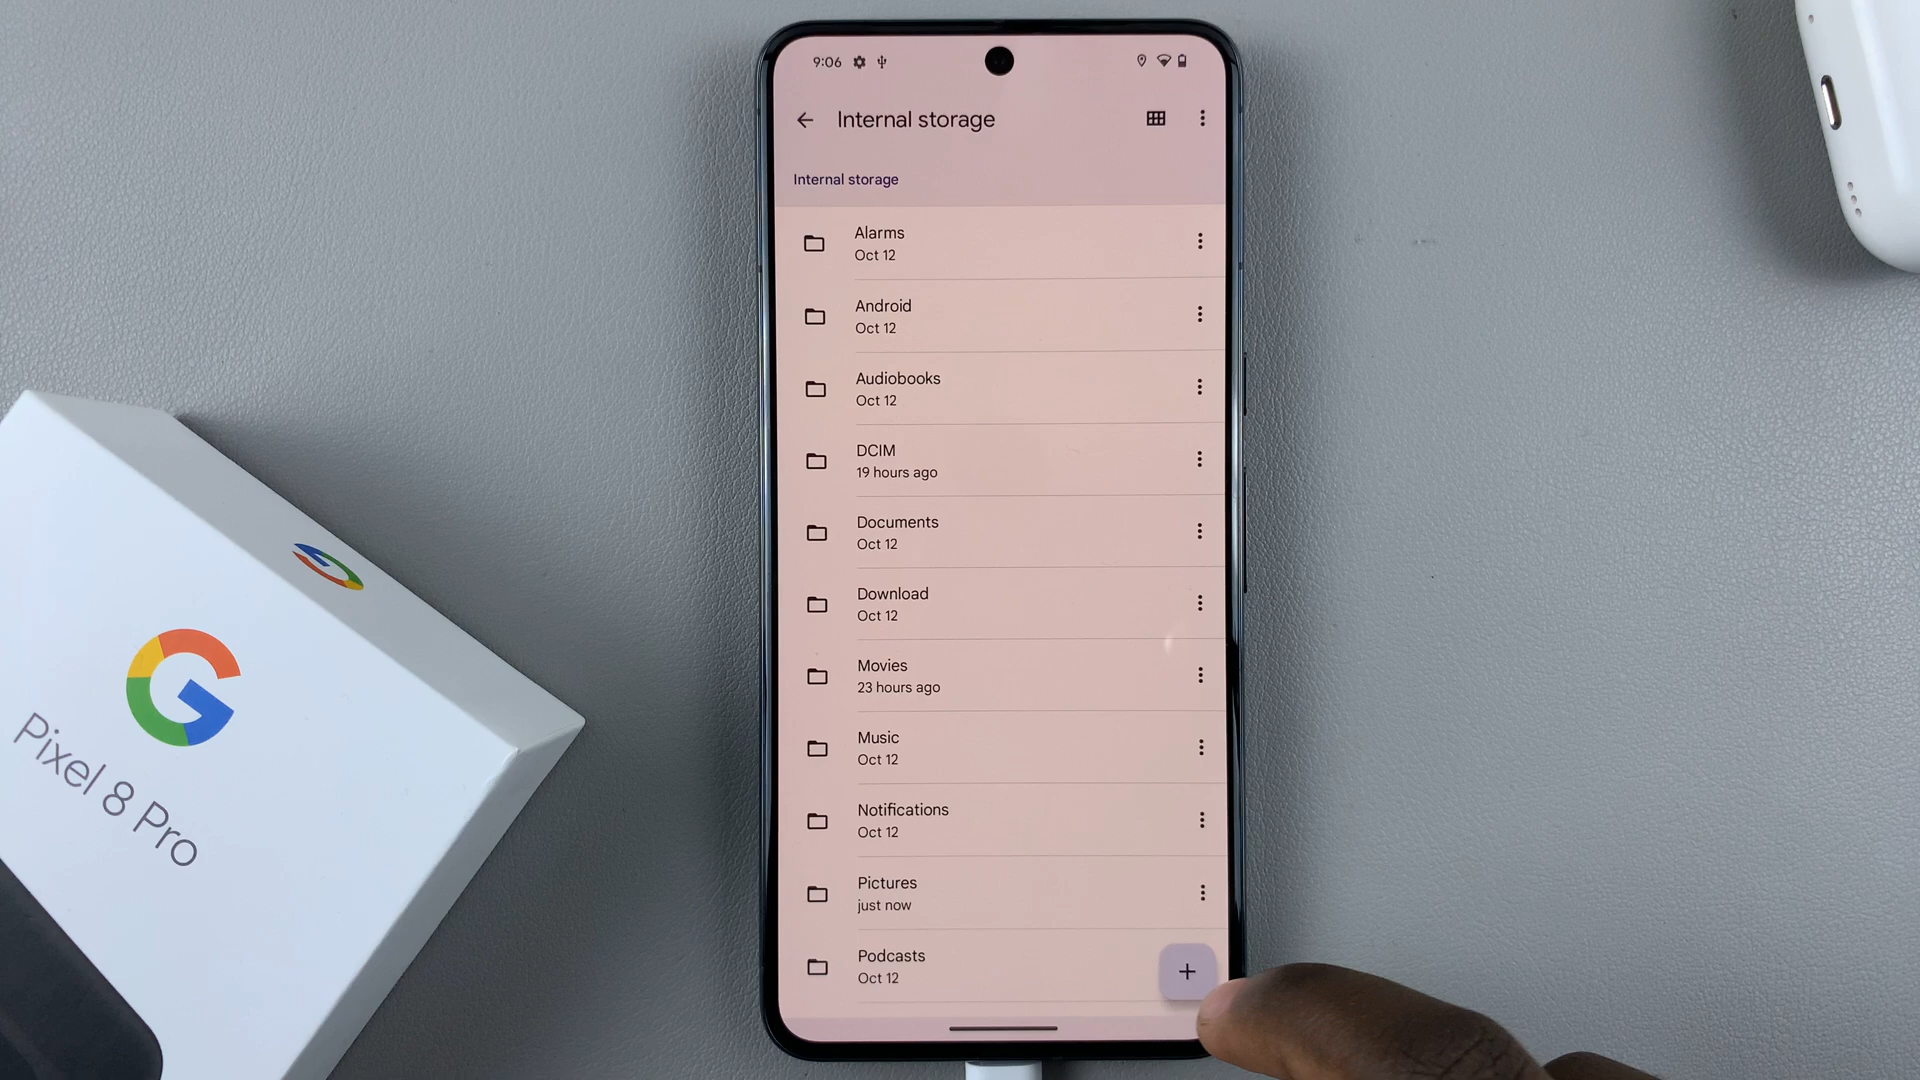 9:06
Internal storage
Internal storage
Alarms
Oct 12
Android
Oct 12
Audiobooks
Oct 12
DCIM
19 hours ago
Documents
Oct 12
Download
Oct 12
Movies
23 hours ago
Music
Oct 12
Notifications
Oct 12
Pictures
just now
Podcasts
Oct 12
G
Pixel 8 Pro